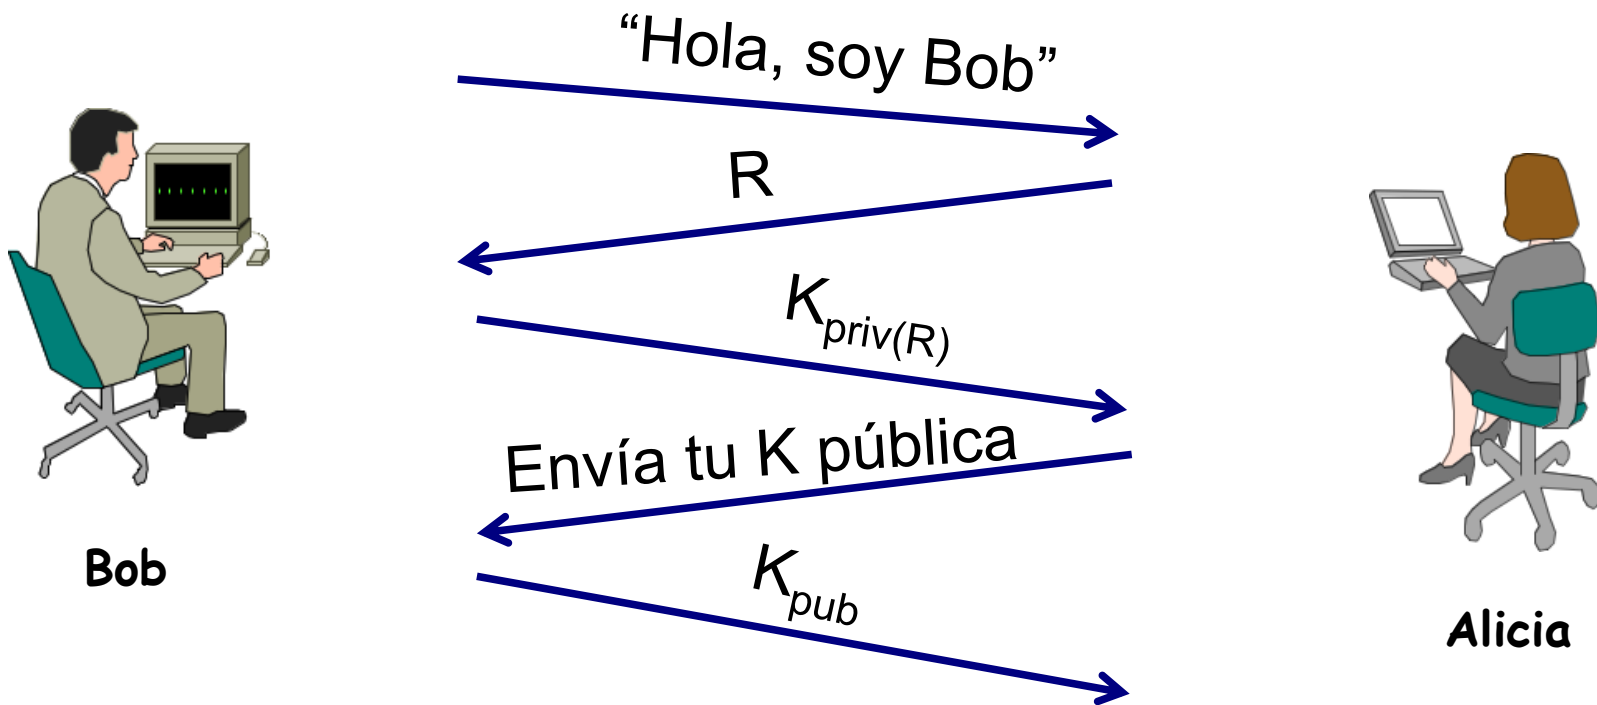 “Hola, soy Bob”
R
Kpriv(R)
Envía tu K pública
Kpub
Bob
Alicia